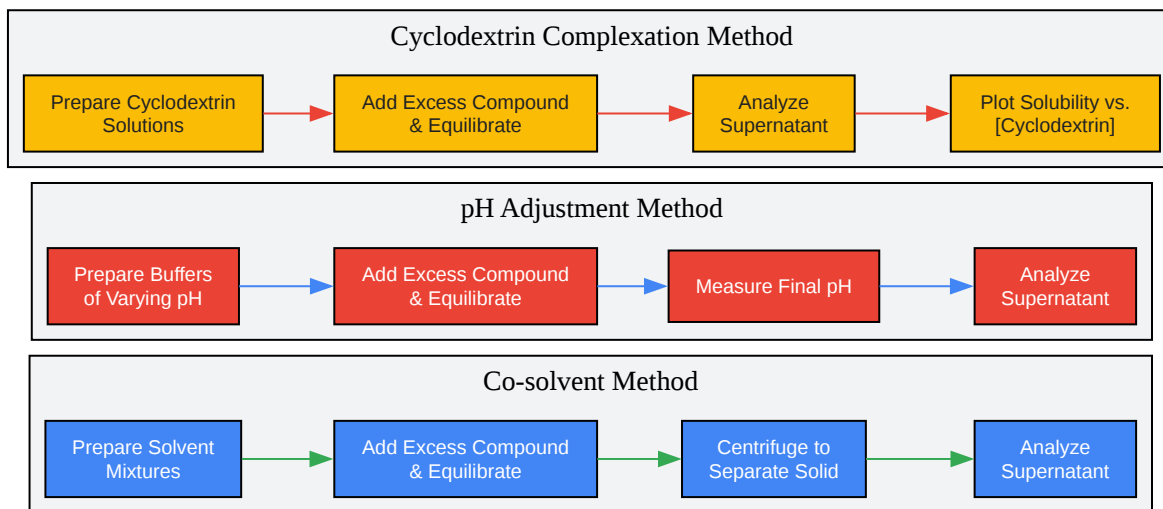 Cyclodextrin Complexation Method
Prepare Cyclodextrin
Solutions
Add Excess Compound
& Equilibrate
Analyze
Supernatant
Plot Solubility vs.
[Cyclodextrin]
pH Adjustment Method
Prepare Buffers
of Varying pH
Add Excess Compound
& Equilibrate
Measure Final pH
Analyze
Supernatant
Co-solvent Method
Prepare Solvent
Mixtures
Add Excess Compound
& Equilibrate
Centrifuge to
Separate Solid
Analyze
Supernatant